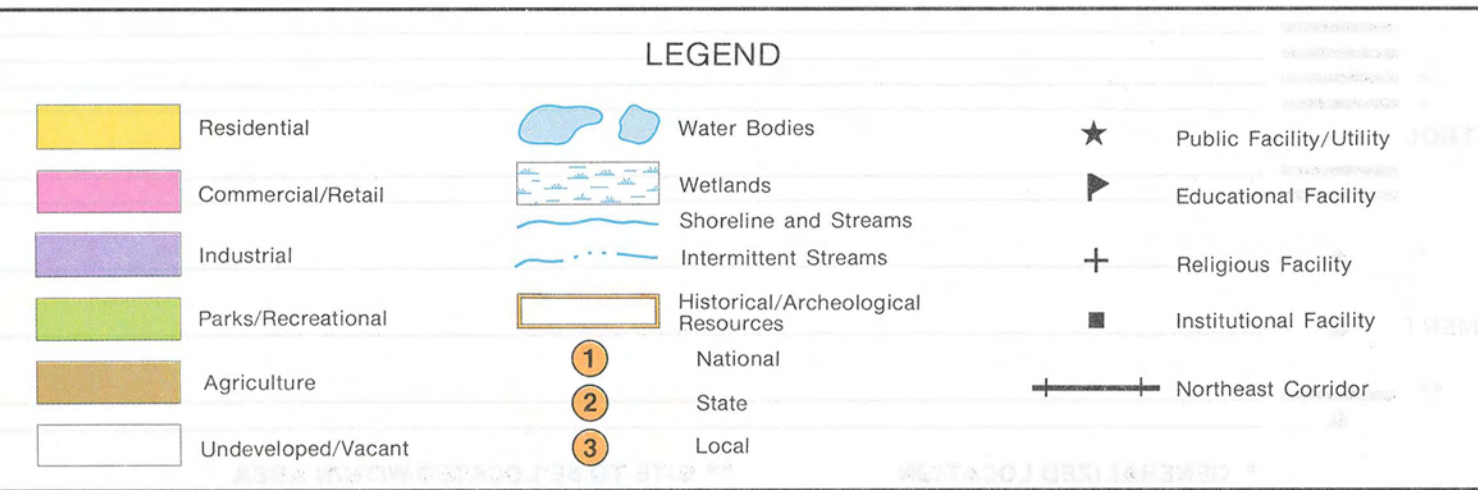 LEGEND
Residential
Commercial/Retail
Industrial
Parks/Recreational
Agriculture
Undeveloped/Vacant
Water Bodies
Wetlands
Shoreline and Streams
Intermittent Streams
Historical/Archeological
Resources
1 National
2 State
3 Local
Public Facility/Utility
Educational Facility
Religious Facility
Institutional Facility
Northeast Corridor